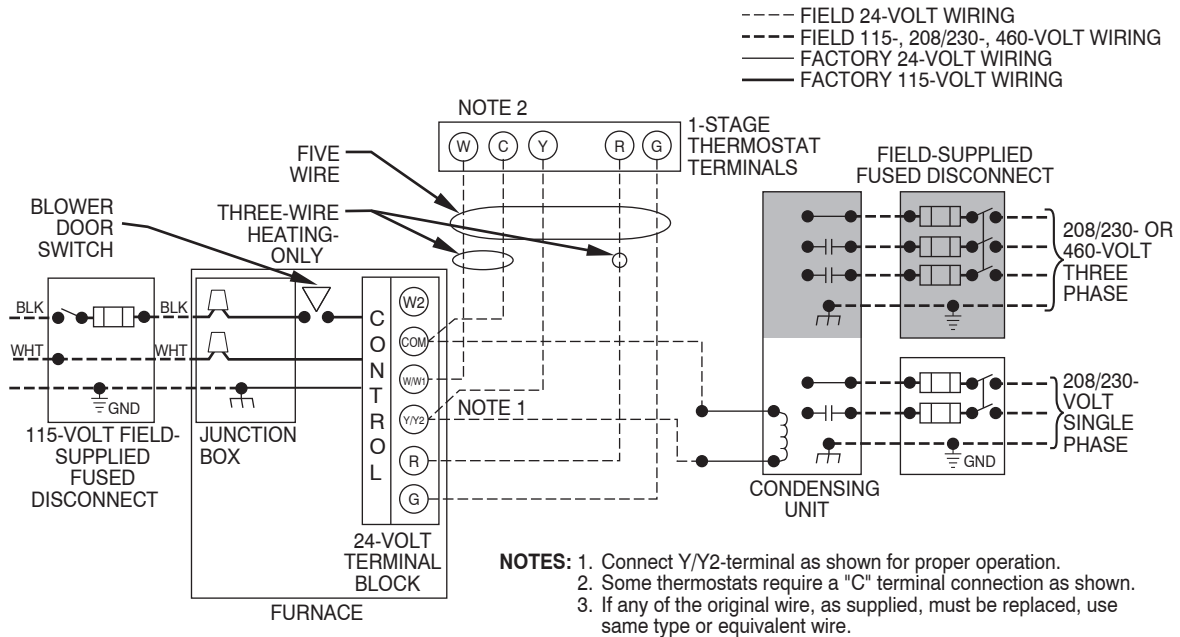 FIELD 24-VOLT WIRING
FIELD 115-, 208/230-, 460-VOLT WIRING
FACTORY 24-VOLT WIRING
FACTORY 115-VOLT WIRING
NOTE 2
W
C
Y
R
G
1-STAGE
THERMOSTAT
TERMINALS
FIVE
WIRE
THREE-WIRE
HEATING-
ONLY
BLOWER
DOOR
SWITCH
FIELD-SUPPLIED
FUSED DISCONNECT
208/230- OR
460-VOLT
THREE
PHASE
BLK
BLK
WHT
WHT
GND
115-VOLT FIELD-
SUPPLIED
FUSED
DISCONNECT
JUNCTION
BOX
CONTROL
W2
COM
W/W1
Y/Y2
R
G
NOTE 1
24-VOLT
TERMINAL
BLOCK
FURNACE
208/230-
VOLT
SINGLE
PHASE
GND
CONDENSING
UNIT
NOTES: 1. Connect Y/Y2-terminal as shown for proper operation.
2. Some thermostats require a "C" terminal connection as shown.
3. If any of the original wire, as supplied, must be replaced, use
same type or equivalent wire.